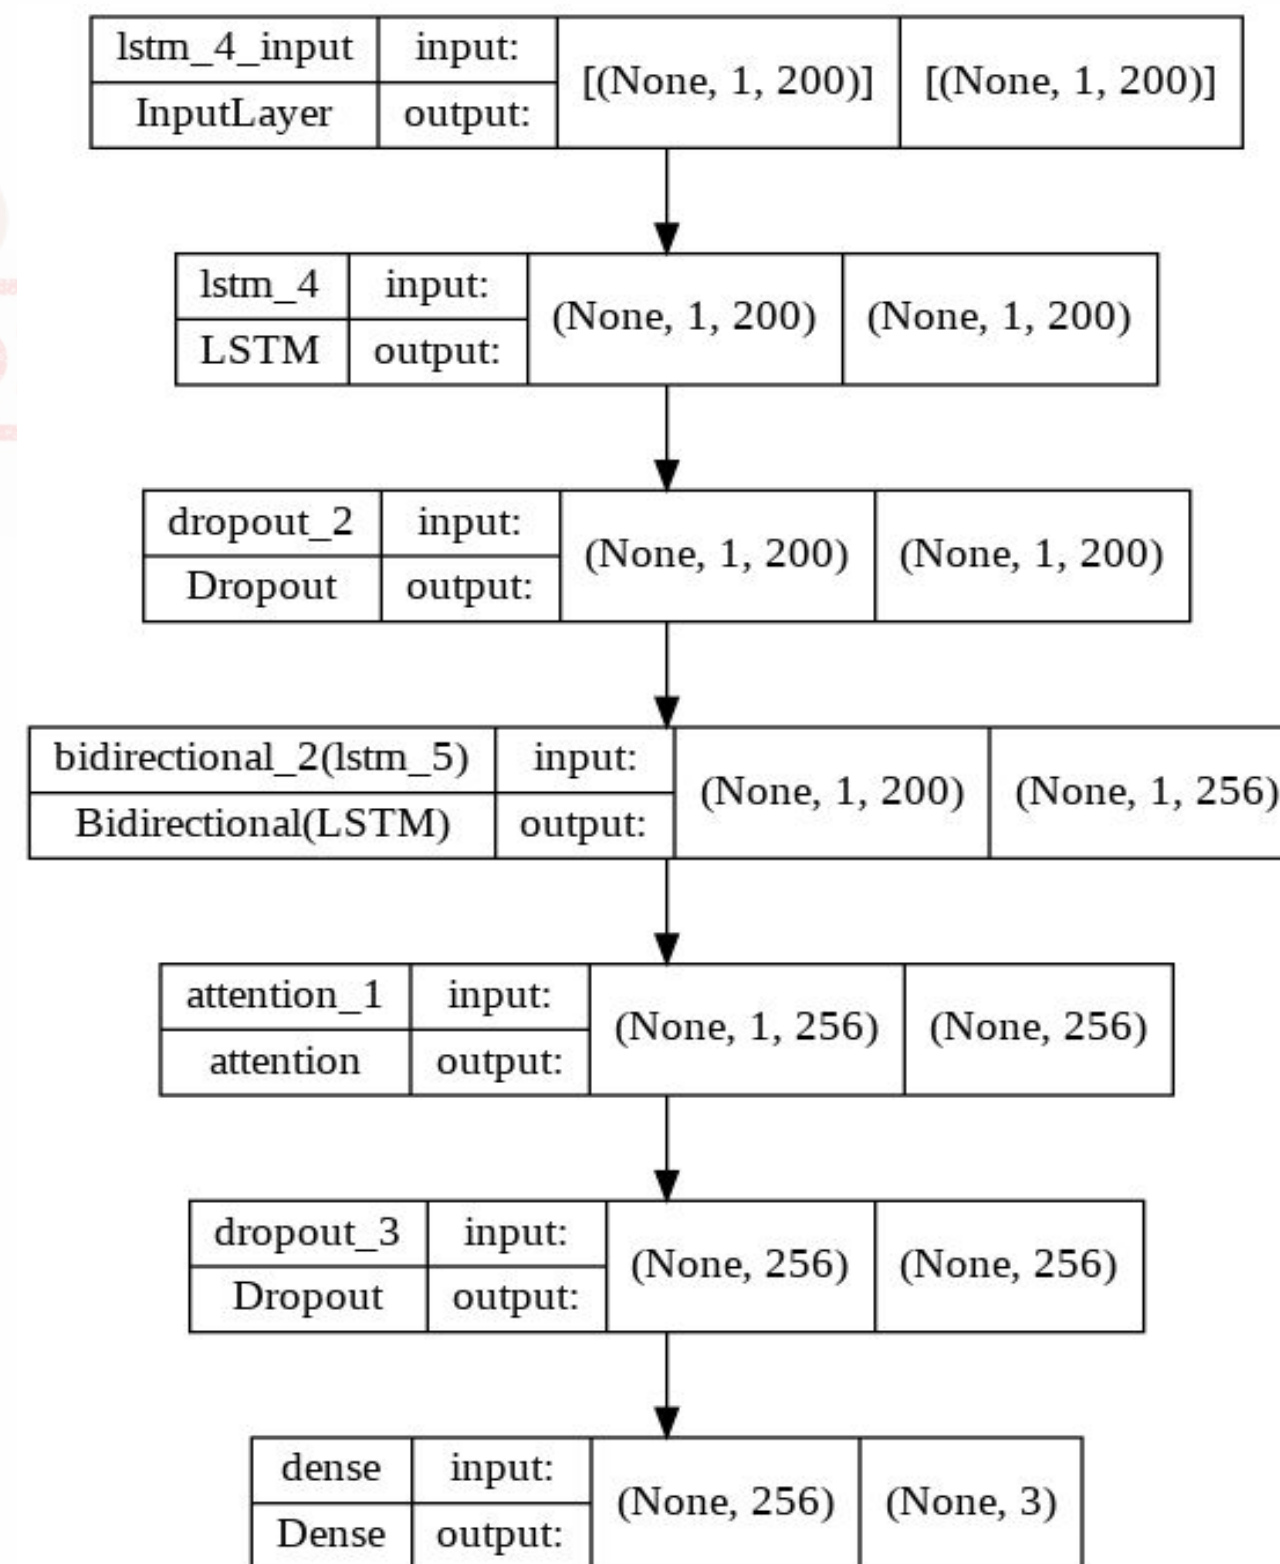 lstm_4_input input: [(None, 1, 200)] [(None, 1, 200)]
InputLayer output:
lstm_4 input: (None, 1, 200) (None, 1, 200)
LSTM output:
dropout_2 input: (None, 1, 200) (None, 1, 200)
Dropout output:
bidirectional_2(lstm_5) input: (None, 1, 200) (None, 1, 256)
Bidirectional(LSTM) output:
attention_1 input: (None, 1, 256) (None, 256)
attention output:
dropout_3 input: (None, 256) (None, 256)
Dropout output:
dense input: (None, 256) (None, 3)
Dense output: